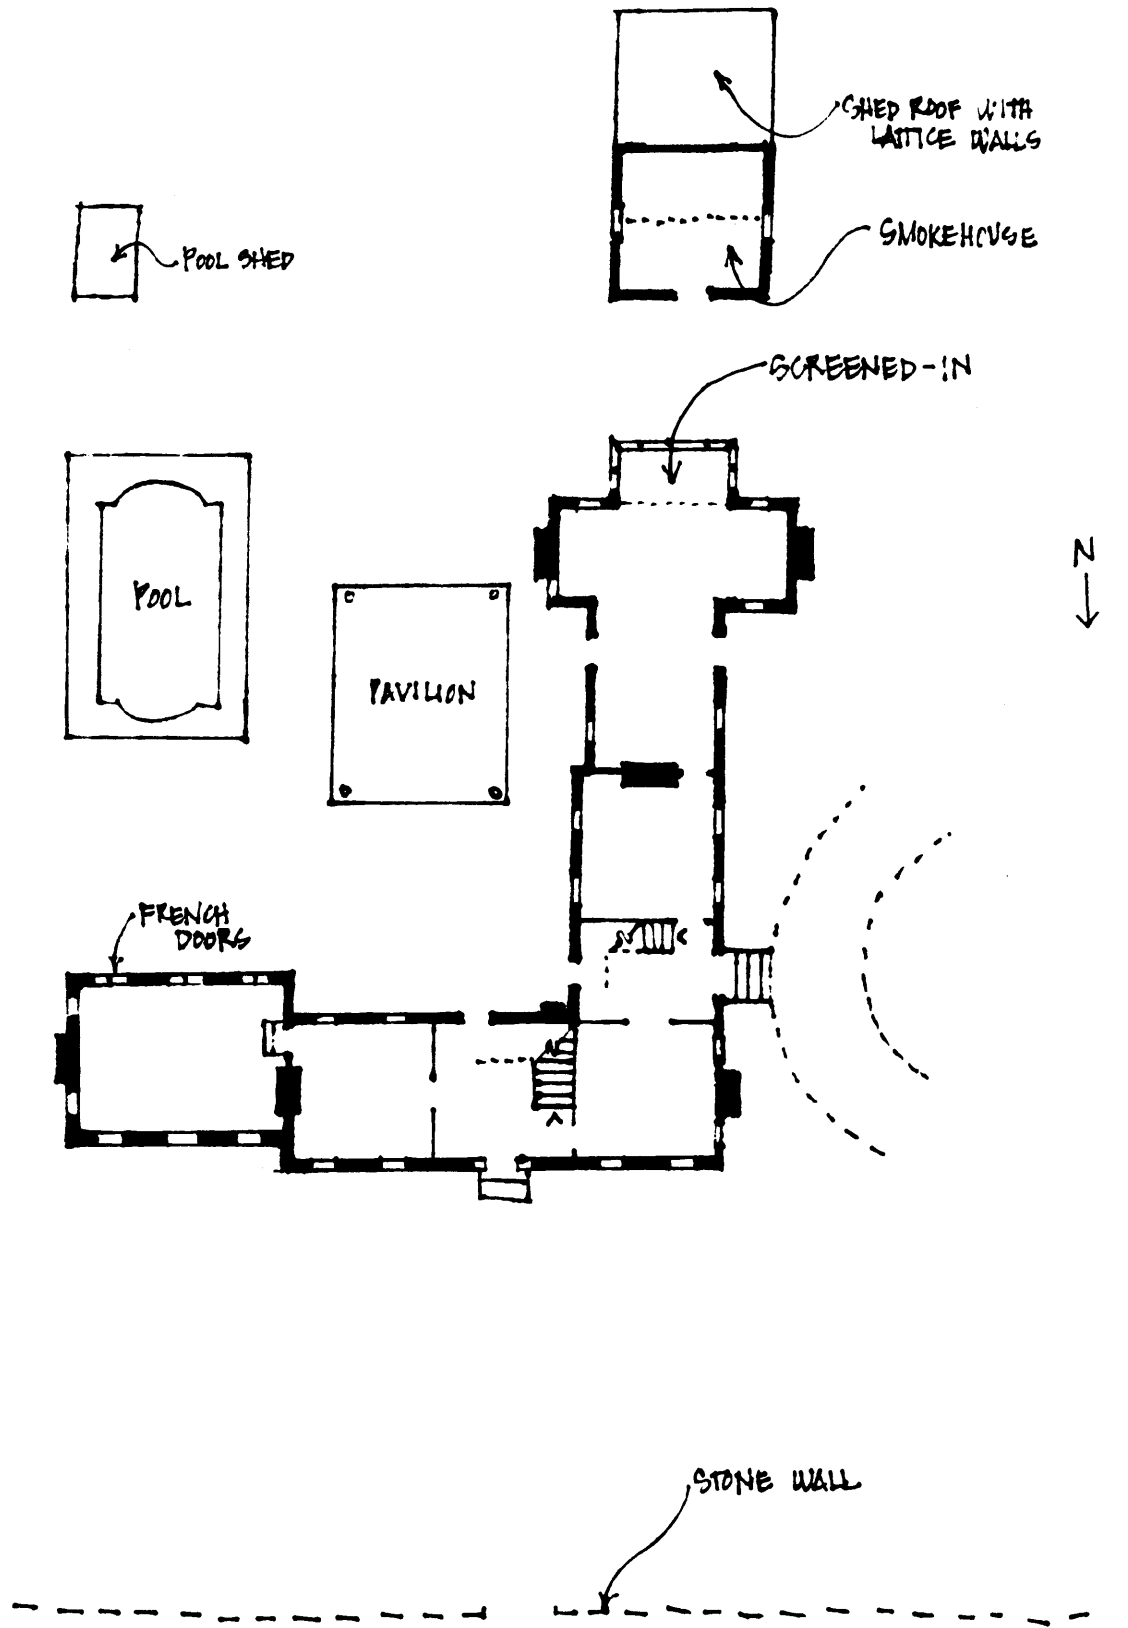 SHED ROOF WITH
LATTICE WALLS
SMOKEHOUSE
POOL SHED
SCREENED-IN
N
POOL
PAVILION
FRENCH
DOORS
STONE WALL